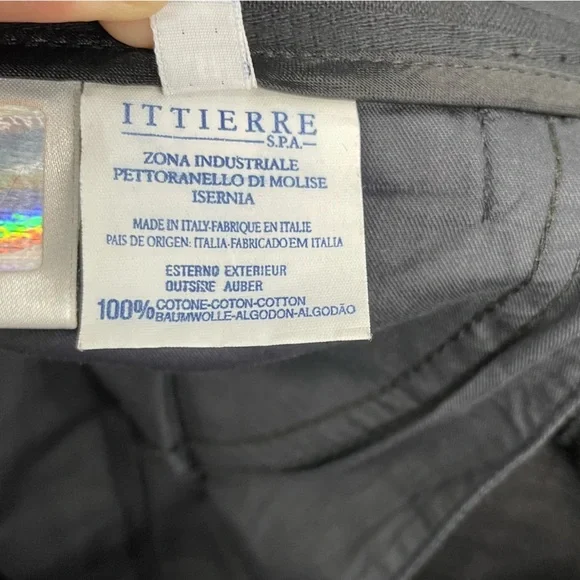 ITTIERRE
S.P.A.
ZONA INDUSTRIALE
PETTORANELLO DI MOLISE
ISERNIA
MADE IN ITALY-FABRIQUE EN ITALIE
PAIS DE ORIGEN: ITALIA-FABRICADO EM ITALIA
ESTERNO EXTERIEUR
OUTSIDE AUBER
100% COTONE-COTON-COTTON
BAUMWOLLE-ALGODON-ALGODÃO